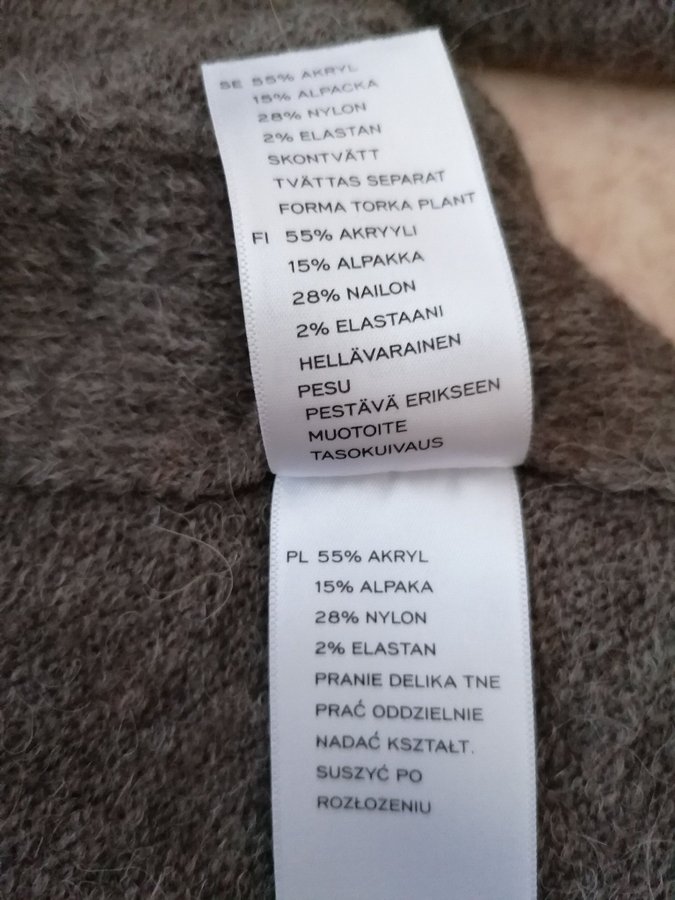 SE 55% AKRYL
15% ALPACKA
28% NYLON
2% ELASTAN
SKONTVÄTT
TVÄTTAS SEPARAT
FORMA TORKA PLANT
FI 55% AKRYYLI
15% ALPAKKA
28% NAILON
2% ELASTAANI
HELLÄVARAINEN
PESU
PESTÄVÄ ERIKSEEN
MUOTOITE
TASOKUIVAUS
PL 55% AKRYL
15% ALPAKA
28% NYLON
2% ELASTAN
PRANIE DELIKA TNE
PRAĆ ODDZIELNIE
NADAĆ KSZTAŁT.
SUSZYĆ PO
ROZŁOZENIU